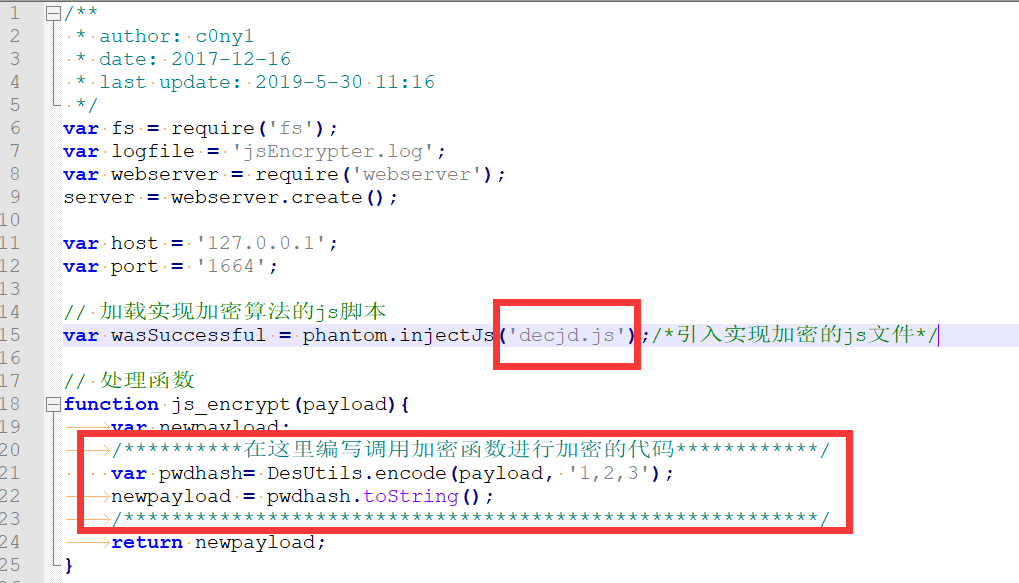 1 /**
2 * author: c0ny1
3 * date: 2017-12-16
4 * last update: 2019-5-30 11:16
5 */
6 var fs = require('fs');
7 var logfile = 'jsEncrypter.log';
8 var webserver = require('webserver');
9 server = webserver.create();
10
11 var host = '127.0.0.1';
12 var port = '1664';
13
14 // 加载实现加密算法的js脚本
15 var wasSuccessful = phantom.injectJs('decjd.js');/*引入实现加密的js文件*/
16
17 // 处理函数
18 function js_encrypt(payload){
19 var newpayload;
20 /**********在这里编写调用加密函数进行加密的代码************/
21 var pwdhash= DesUtils.encode(payload, '1,2,3');
22 newpayload = pwdhash.toString();
23 /**********************************************************/
24 return newpayload;
25 }